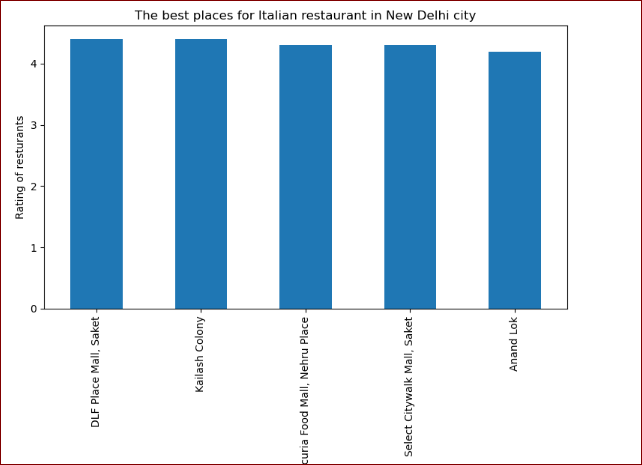 The best places for Italian restaurant in New Delhi city
Rating of resturants
4
3
2
1
0
DLF Place Mall, Saket
Kailash Colony
Food Mall, Nehru Place
Select Citywalk Mall, Saket
Anand Lok